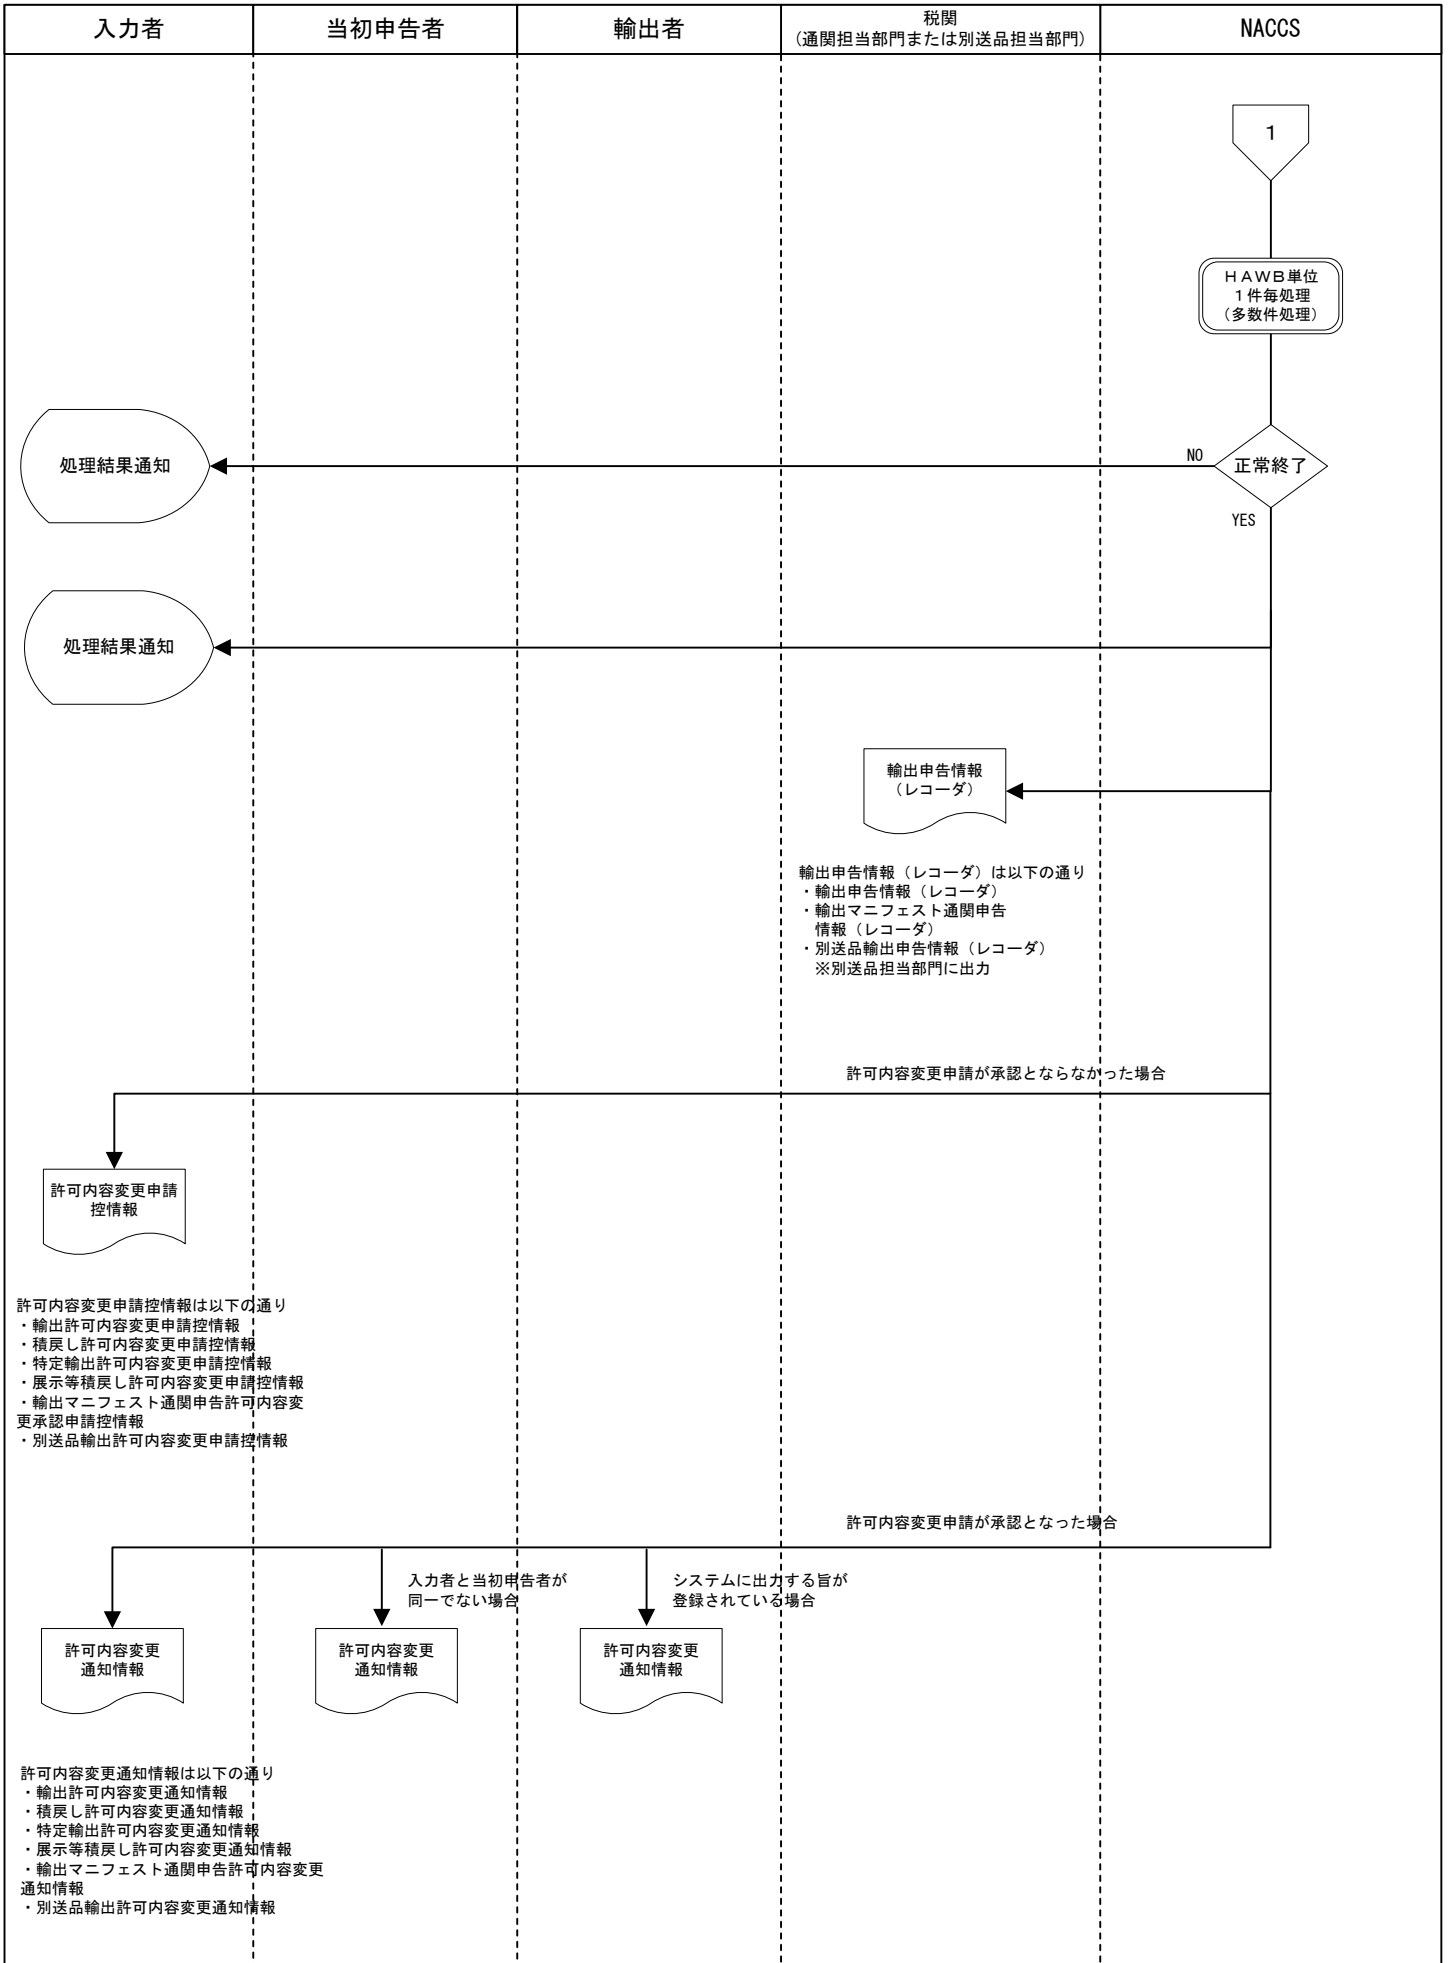 入力者
当初申告者
輸出者
税関
（通関担当部門または別送品担当部門）
NACCS
1
ＨＡＷＢ単位
１件毎処理
（多数件処理）
処理結果通知
NO
正常終了
YES
処理結果通知
輸出申告情報
（レコーダ）
輸出申告情報（レコーダ）は以下の通り
・輸出申告情報（レコーダ）
・輸出マニフェスト通関申告
情報（レコーダ）
・別送品輸出申告情報（レコーダ）
※別送品担当部門に出力
許可内容変更申請が承認とならなかった場合
許可内容変更申請
控情報
許可内容変更申請控情報は以下の通り
・輸出許可内容変更申請控情報
・積戻し許可内容変更申請控情報
・特定輸出許可内容変更申請控情報
・展示等積戻し許可内容変更申請控情報
・輸出マニフェスト通関申告許可内容変
更承認申請控情報
・別送品輸出許可内容変更申請控情報
許可内容変更申請が承認となった場合
入力者と当初申告者が
同一でない場合
システムに出力する旨が
登録されている場合
許可内容変更
通知情報
許可内容変更
通知情報
許可内容変更
通知情報
許可内容変更通知情報は以下の通り
・輸出許可内容変更通知情報
・積戻し許可内容変更通知情報
・特定輸出許可内容変更通知情報
・展示等積戻し許可内容変更通知情報
・輸出マニフェスト通関申告許可内容変更
通知情報
・別送品輸出許可内容変更通知情報